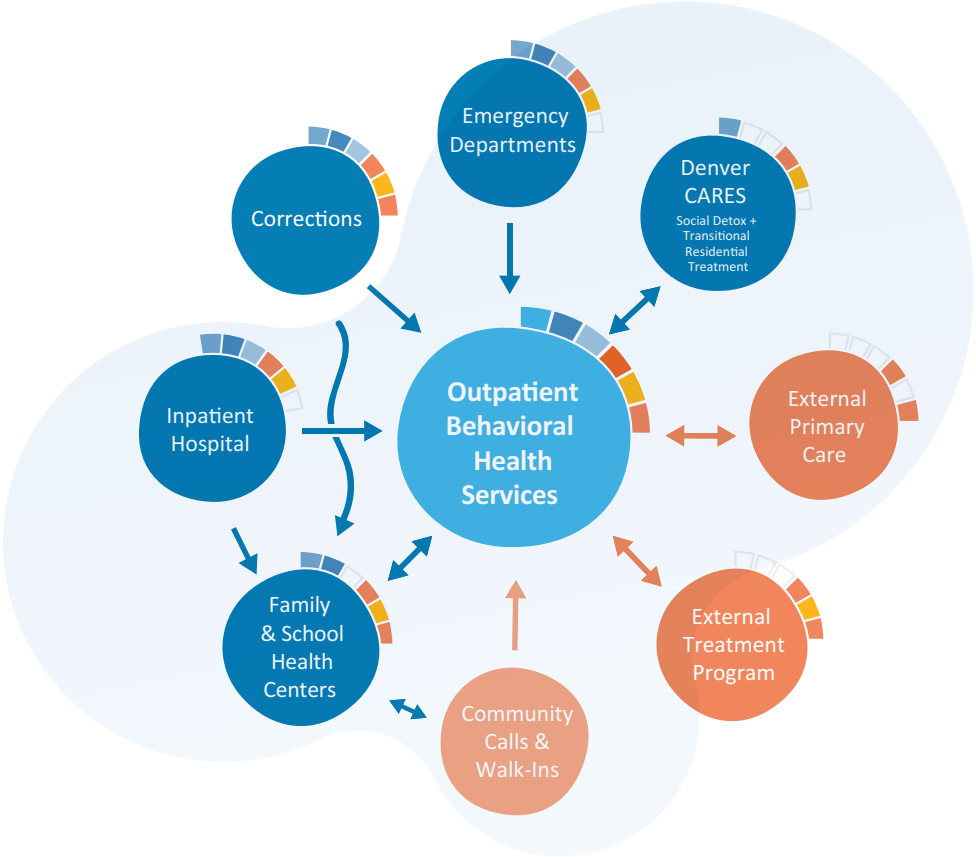 Emergency
Departments
Denver
CARES
Social Detox +
Transitional
Residential
Treatment
Corrections
Inpatient
Hospital
Outpatient
Behavioral
Health
Services
External
Primary
Care
Family
& School
Health
Centers
External
Treatment
Program
Community
Calls &
Walk-Ins